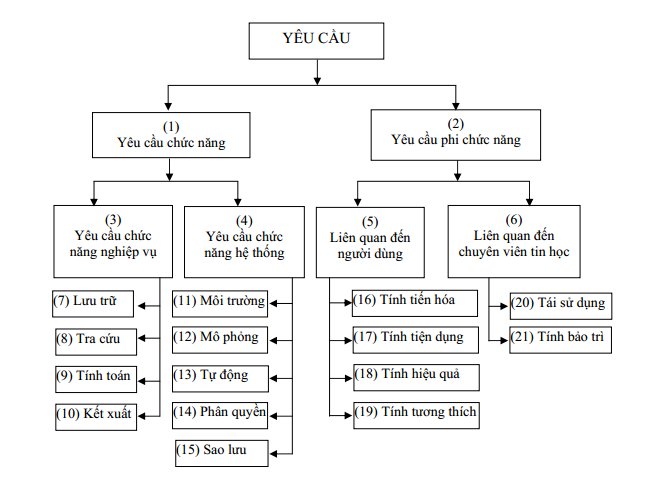 YÊU CẦU
(1)
Yêu cầu chức năng
(2)
Yêu cầu phi chức năng
(3)
Yêu cầu chức
năng nghiệp vụ
(4)
Yêu cầu chức
năng hệ thống
(5)
Liên quan đến
người dùng
(6)
Liên quan đến
chuyên viên tin học
(7) Lưu trữ
(8) Tra cứu
(9) Tính toán
(10) Kết xuất
(11) Môi trường
(12) Mô phỏng
(13) Tự động
(14) Phân quyền
(15) Sao lưu
(16) Tính tiến hóa
(17) Tính tiện dụng
(18) Tính hiệu quả
(19) Tính tương thích
(20) Tái sử dụng
(21) Tính bảo trì